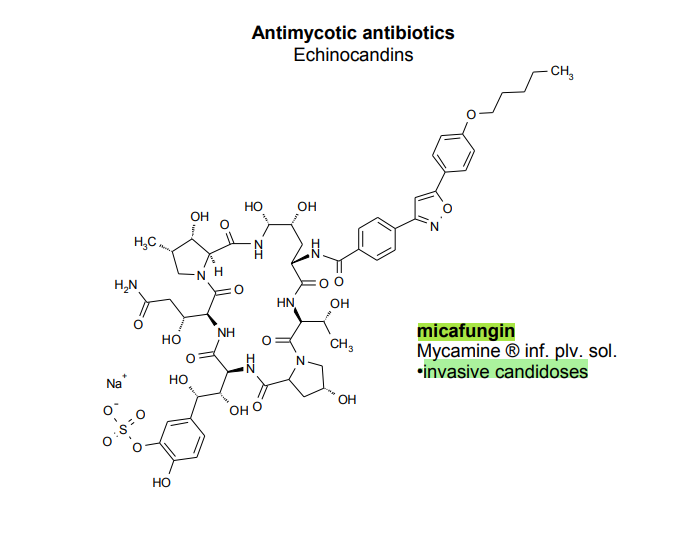 Antimycotic antibiotics
Echinocandins
CH3
O
O
N
HO
OH
OH
O
H3C
N
H
H
N
O
H
N
H2N
O
O
O
HN
OH
HO
NH
O
O
CH3
N
Na+
HO
H
N
O
OH
OH
O-
O
S
O
O
HO
micafungin
Mycamine ® inf. plv. sol.
•invasive candidoses